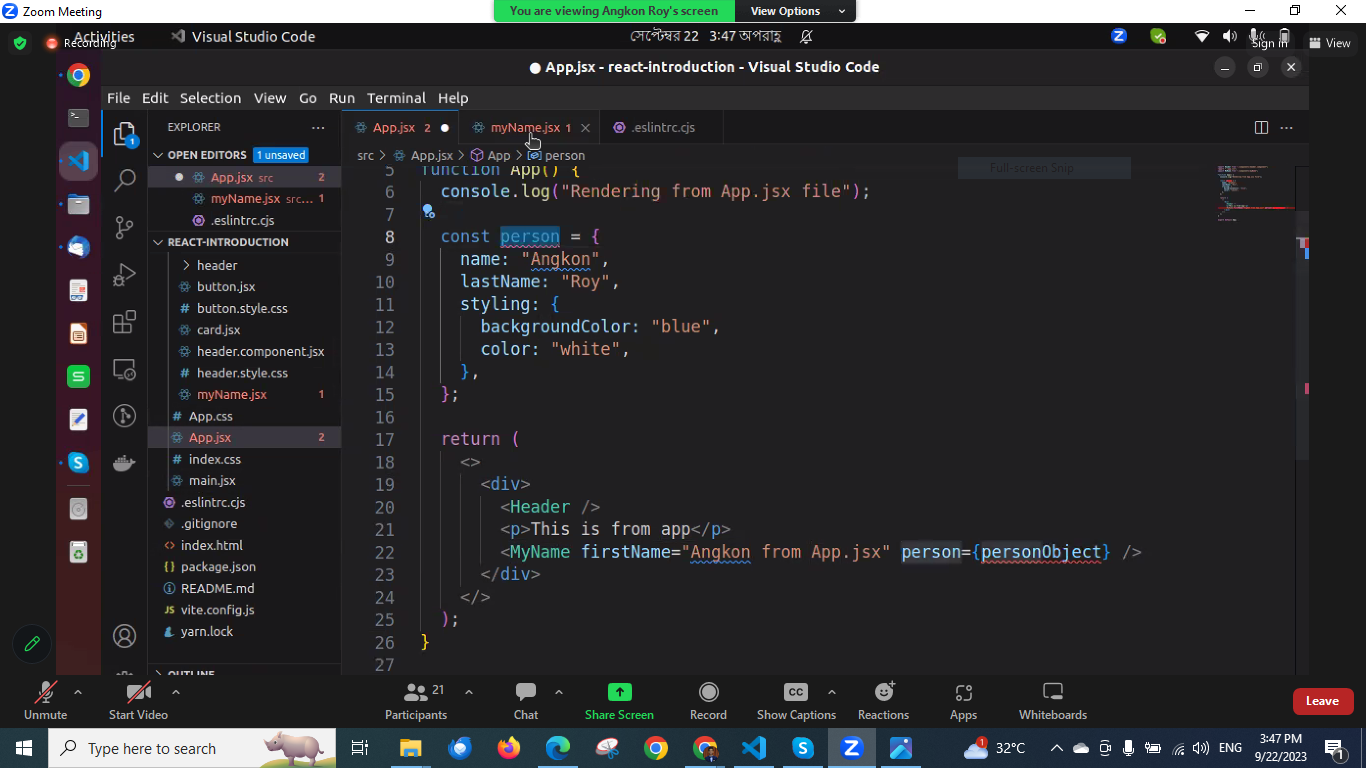 Zoom Meeting
You are viewing Angkon Roy's screen
View Options
Recording
Activities
Visual Studio Code
সেপ্টেম্বর 22 3:47 অপরাহ্ণ
Sign in
View
● App.jsx - react-introduction - Visual Studio Code
File Edit Selection View Go Run Terminal Help
EXPLORER
App.jsx 2
myName.jsx 1
.eslintrc.cjs
OPEN EDITORS 1 unsaved
App.jsx src 2
myName.jsx src... 1
.eslintrc.cjs
REACT-INTRODUCTION
header
button.jsx
button.style.css
card.jsx
header.component.jsx
header.style.css
myName.jsx 1
App.css
App.jsx 2
index.css
main.jsx
.eslintrc.cjs
.gitignore
index.html
package.json
README.md
vite.config.js
yarn.lock
OUTLINE
src > App.jsx > App > person
Full-screen Snip
5 function App() {
6 console.log("Rendering from App.jsx file");
7
8 const person = {
9 name: "Angkon",
10 lastName: "Roy",
11 styling: {
12 backgroundColor: "blue",
13 color: "white",
14 },
15 };
16
17 return (
18 <>
19 <div>
20 <Header />
21 <p>This is from app</p>
22 <MyName firstName="Angkon from App.jsx" person={personObject} />
23 </div>
24 </>
25 );
26 }
27
Unmute
Start Video
21
Participants
Chat
Share Screen
Record
CC
Show Captions
Reactions
Apps
Whiteboards
Leave
Type here to search
1
32°C
ENG
3:47 PM
9/22/2023
1